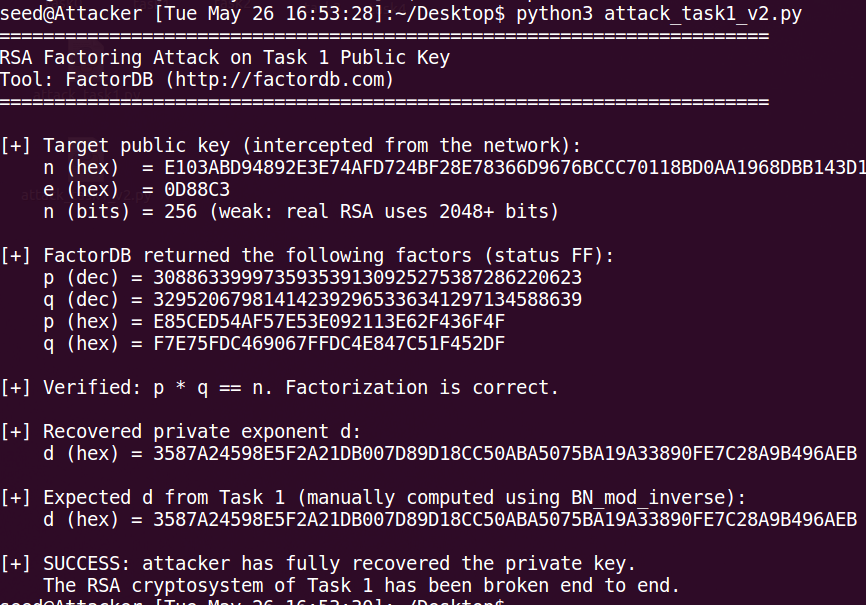 seed@Attacker [Tue May 26 16:53:28]:~/Desktop$ python3 attack_task1_v2.py
======================================================================
RSA Factoring Attack on Task 1 Public Key
Tool: FactorDB (http://factordb.com)
======================================================================
[+] Target public key (intercepted from the network):
n (hex)  = E103ABD94892E3E74AFD724BF28E78366D9676BCCC70118BD0AA1968DBB143D1
e (hex)  = 0D88C3
n (bits) = 256 (weak: real RSA uses 2048+ bits)
[+] FactorDB returned the following factors (status FF):
p (dec) = 308863399973593539130925275387286220623
q (dec) = 329520679814142392965336341297134588639
p (hex) = E85CED54AF57E53E092113E62F436F4F
q (hex) = F7E75FDC469067FFDC4E847C51F452DF
[+] Verified: p * q == n. Factorization is correct.
[+] Recovered private exponent d:
d (hex) = 3587A24598E5F2A21DB007D89D18CC50ABA5075BA19A33890FE7C28A9B496AEB
[+] Expected d from Task 1 (manually computed using BN_mod_inverse):
d (hex) = 3587A24598E5F2A21DB007D89D18CC50ABA5075BA19A33890FE7C28A9B496AEB
[+] SUCCESS: attacker has fully recovered the private key.
The RSA cryptosystem of Task 1 has been broken end to end.
seed@Attacker [Tue May 26 16:53:30]:~/Desktop$